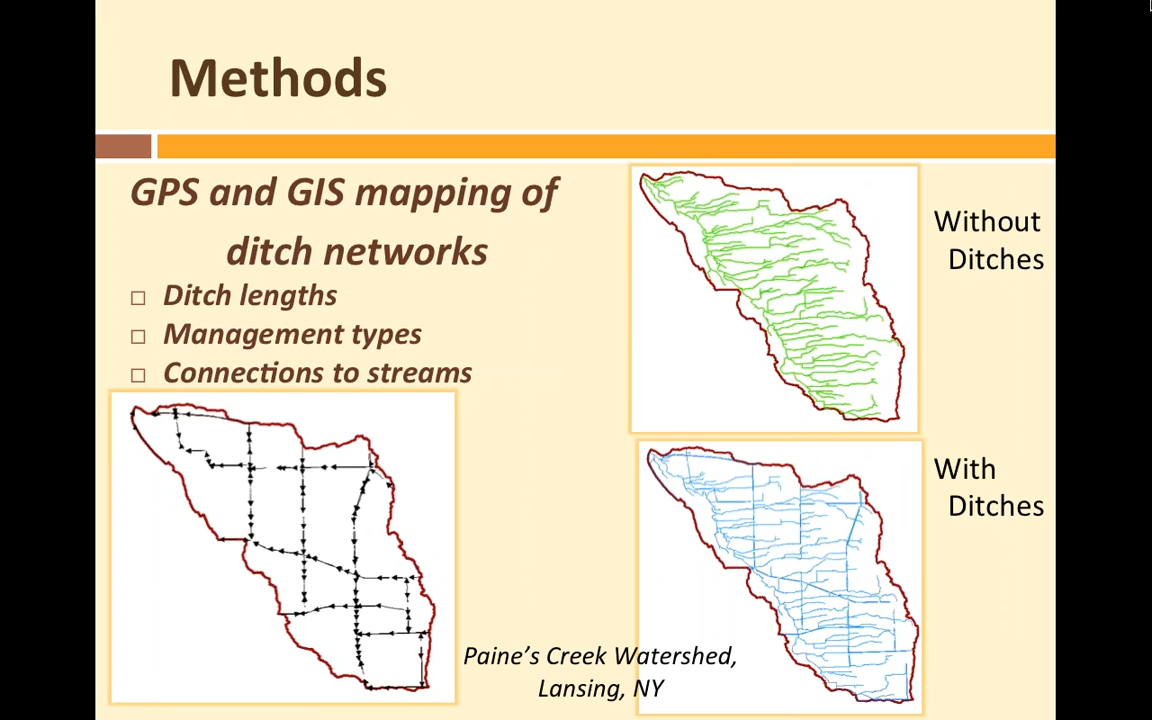 Methods
GPS and GIS mapping of
ditch networks
Ditch lengths
Management types
Connections to streams
Without
Ditches
With
Ditches
Paine’s Creek Watershed,
Lansing, NY